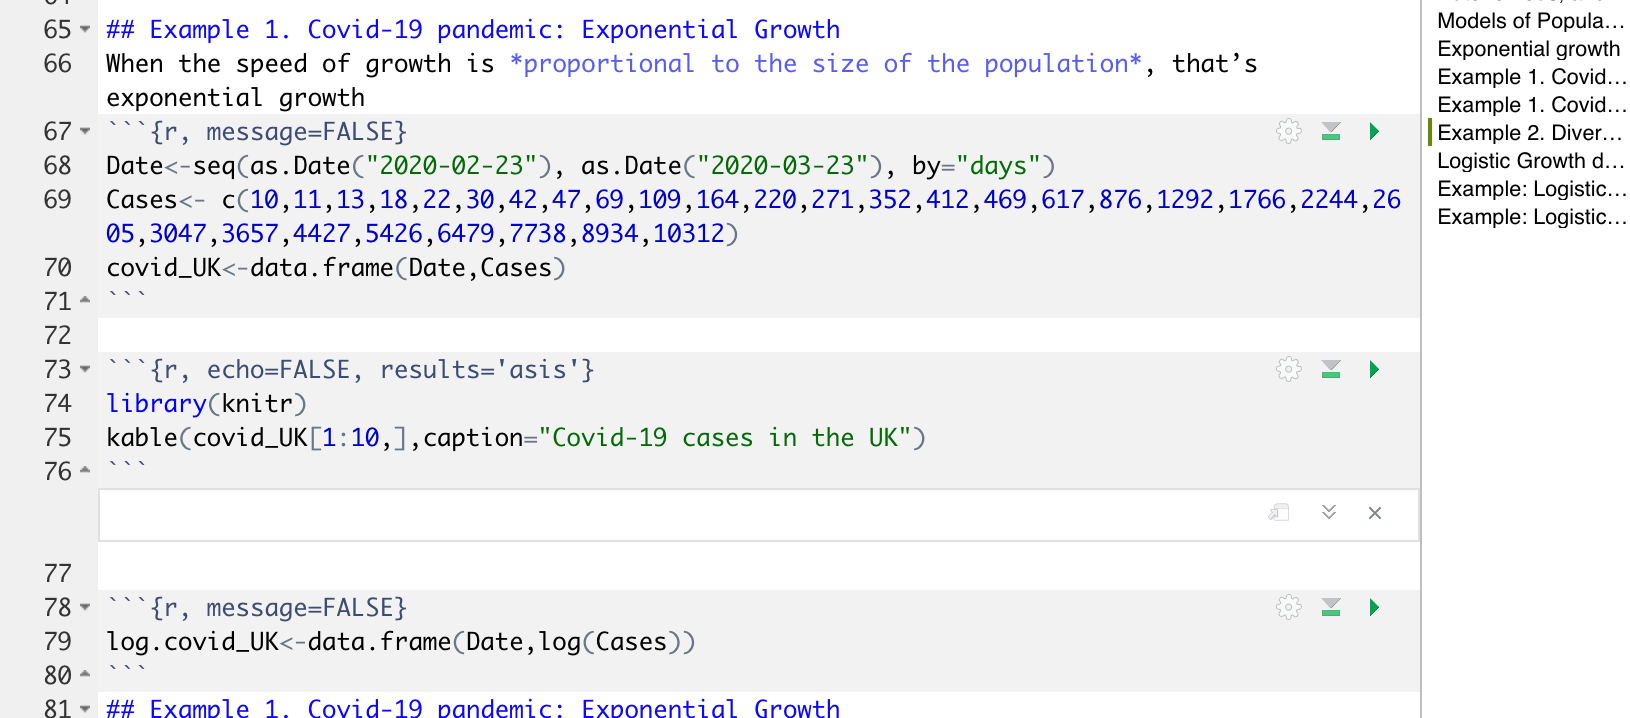 65 ## Example 1. Covid-19 pandemic: Exponential Growth
66 When the speed of growth is *proportional to the size of the population*, that’s
exponential growth
67 ```{r, message=FALSE}
68 Date<-seq(as.Date("2020-02-23"), as.Date("2020-03-23"), by="days")
69 Cases<- c(10,11,13,18,22,30,42,47,69,109,164,220,271,352,412,469,617,876,1292,1766,2244,26
05,3047,3657,4427,5426,6479,7738,8934,10312)
70 covid_UK<-data.frame(Date,Cases)
71 ```
72
73 ```{r, echo=FALSE, results='asis'}
74 library(knitr)
75 kable(covid_UK[1:10,],caption="Covid-19 cases in the UK")
76 ```
77
78 ```{r, message=FALSE}
79 log.covid_UK<-data.frame(Date,log(Cases))
80 ```
81 ## Example 1. Covid-19 pandemic: Exponential Growth
Models of Popula...
Exponential growth
Example 1. Covid...
Example 1. Covid...
Example 2. Diver...
Logistic Growth d...
Example: Logistic...
Example: Logistic...